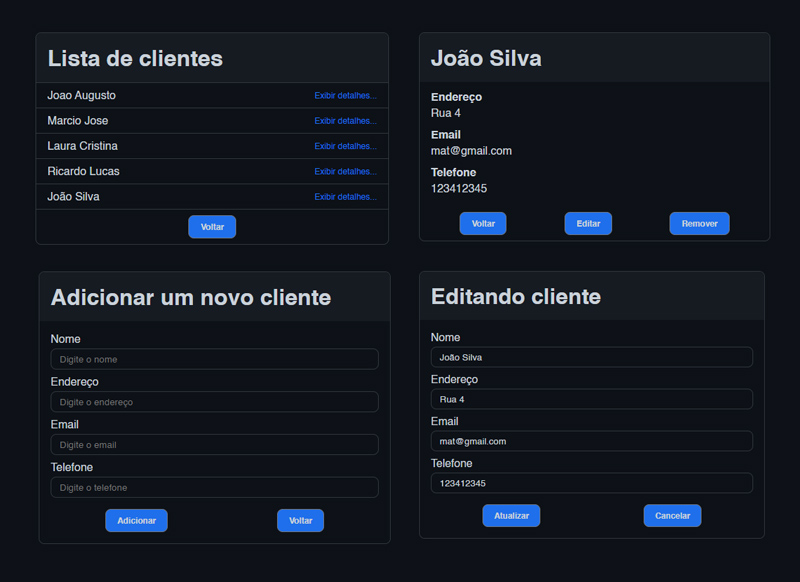 Lista de clientes
Joao Augusto Exibir detalhes...
Marcio Jose Exibir detalhes...
Laura Cristina Exibir detalhes...
Ricardo Lucas Exibir detalhes...
João Silva Exibir detalhes...
Voltar
João Silva
Endereço
Rua 4
Email
mat@gmail.com
Telefone
123412345
Voltar Editar Remover
Adicionar um novo cliente
Nome
Digite o nome
Endereço
Digite o endereço
Email
Digite o email
Telefone
Digite o telefone
Adicionar Voltar
Editando cliente
Nome
João Silva
Endereço
Rua 4
Email
mat@gmail.com
Telefone
123412345
Atualizar Cancelar